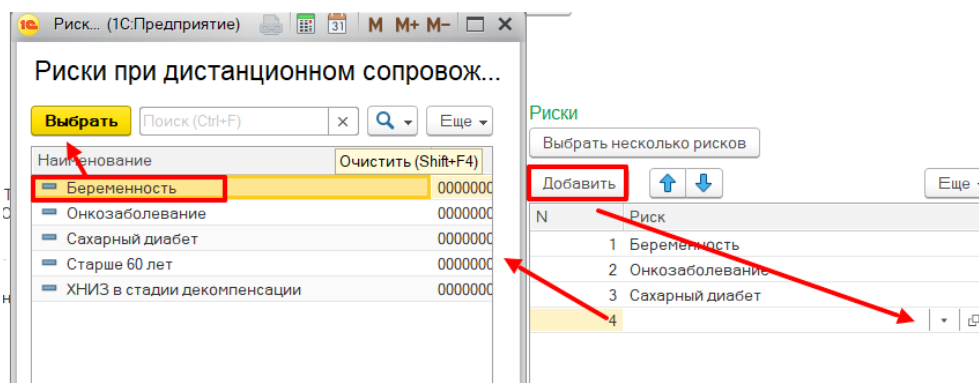 1С Риск... (1С:Предприятие) 31 M M+ M−
Риски при дистанционном сопровож...
Выбрать Поиск (Ctrl+F) Еще
Наименование Очистить (Shift+F4)
Беременность 0000000
Онкозаболевание 0000000
Сахарный диабет 0000000
Старше 60 лет 0000000
ХНИЗ в стадии декомпенсации 0000000
Риски
Выбрать несколько рисков
Добавить Еще
N Риск
1 Беременность
2 Онкозаболевание
3 Сахарный диабет
4